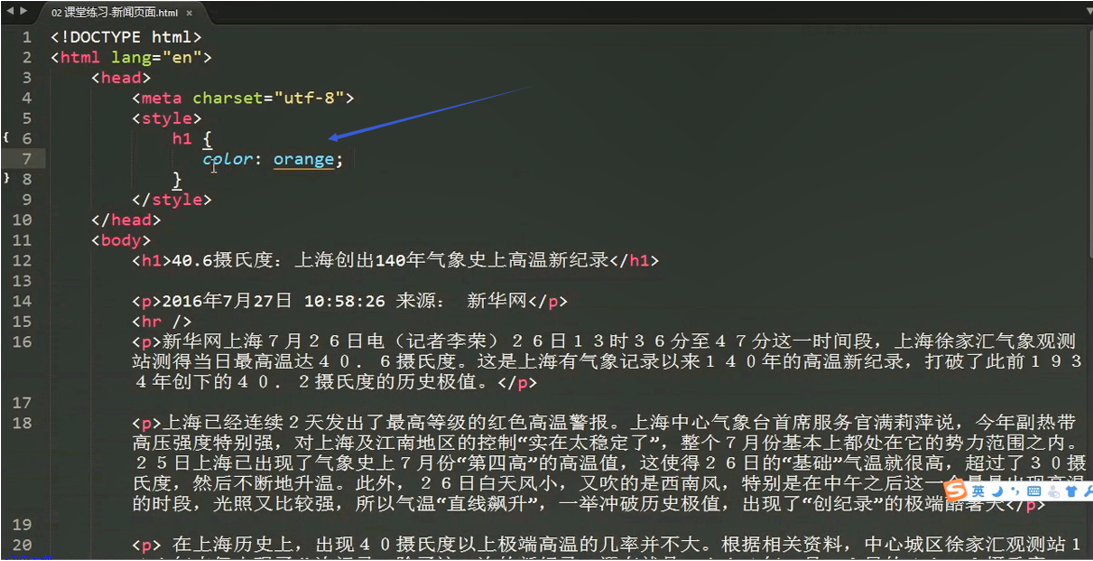 02 课堂练习-新闻页面.html ×
1 <!DOCTYPE html>
2 <html lang="en">
3 <head>
4 <meta charset="utf-8">
5 <style>
{ 6 h1 {
7 color: orange;
} 8 }
9 </style>
10 </head>
11 <body>
12 <h1>40.6摄氏度：上海创出140年气象史上高温新纪录</h1>
13
14 <p>2016年7月27日 10:58:26 来源： 新华网</p>
15 <hr />
16 <p>新华网上海７月２６日电（记者李荣）２６日１３时３６分至４７分这一时间段，上海徐家汇气象观测
站测得当日最高温达４０．６摄氏度。这是上海有气象记录以来１４０年的高温新纪录，打破了此前１９３
４年创下的４０．２摄氏度的历史极值。</p>
17
18 <p>上海已经连续２天发出了最高等级的红色高温警报。上海中心气象台首席服务官满莉萍说，今年副热带
高压强度特别强，对上海及江南地区的控制“实在太稳定了”，整个７月份基本上都处在它的势力范围之内。
２５日上海已出现了气象史上７月份“第四高”的高温值，这使得２６日的“基础”气温就很高，超过了３０摄
氏度，然后不断地升温。此外，２６日白天风小，又吹的是西南风，特别是在中午之后这一个是最出现高温
的时段，光照又比较强，所以气温“直线飙升”，一举冲破历史极值，出现了“创纪录”的极端酷暑天</p>
S 英
19
20 <p> 在上海历史上，出现４０摄氏度以上极端高温的几率并不大。根据相关资料，中心城区徐家汇观测站１